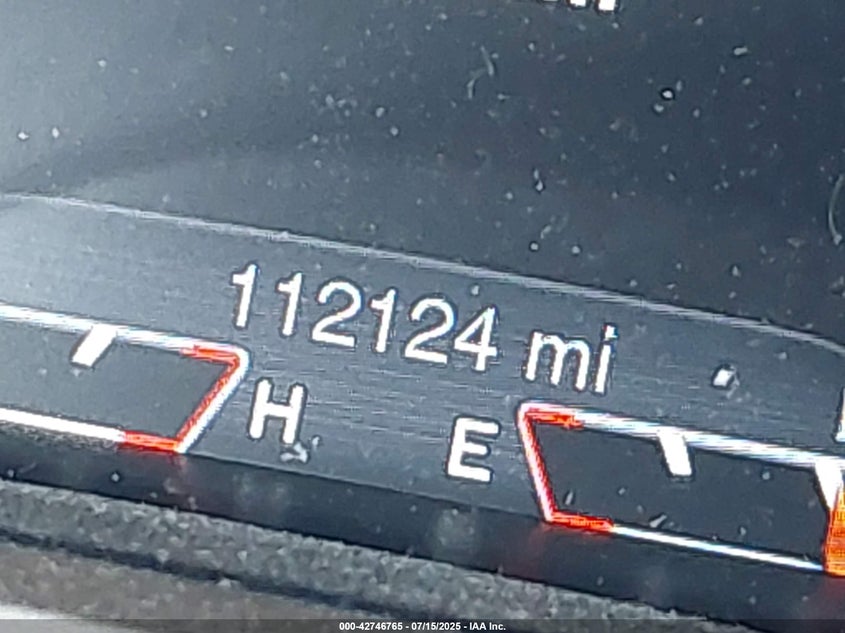 112124 mi
H
E
000-42746765 - 07/15/2025 - IAA Inc.